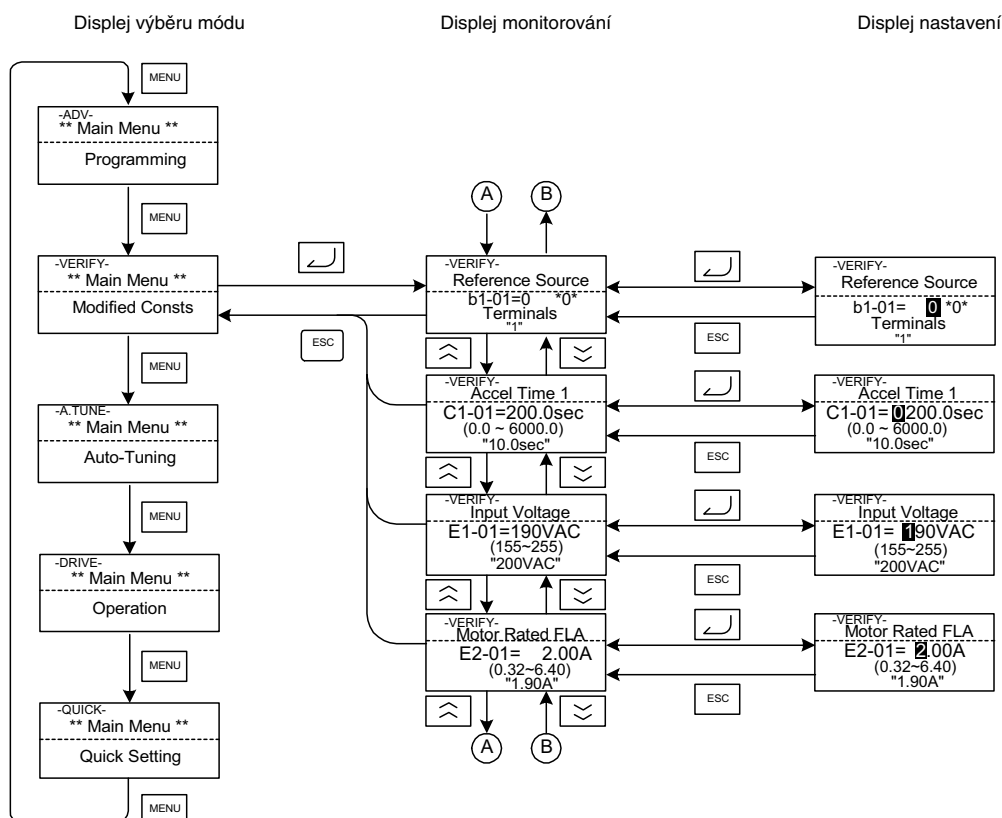 Displej výběru módu
Displej monitorování
Displej nastavení
MENU
-ADV-
** Main Menu **
Programming
MENU
-VERIFY-
** Main Menu **
Modified Consts
MENU
-A.TUNE-
** Main Menu **
Auto-Tuning
MENU
-DRIVE-
** Main Menu **
Operation
MENU
-QUICK-
** Main Menu **
Quick Setting
MENU
ESC
A
B
-VERIFY-
Reference Source
b1-01=0 *0*
Terminals
"1"
-VERIFY-
Accel Time 1
C1-01=200.0sec
(0.0 ~ 6000.0)
"10.0sec"
-VERIFY-
Input Voltage
E1-01=190VAC
(155~255)
"200VAC"
-VERIFY-
Motor Rated FLA
E2-01= 2.00A
(0.32~6.40)
"1.90A"
A
B
ESC
ESC
ESC
ESC
-VERIFY-
Reference Source
b1-01= 0 *0*
Terminals
"1"
-VERIFY-
Accel Time 1
C1-01= 0200.0sec
(0.0 ~ 6000.0)
"10.0sec"
-VERIFY-
Input Voltage
E1-01= 190VAC
(155~255)
"200VAC"
-VERIFY-
Motor Rated FLA
E2-01= 2.00A
(0.32~6.40)
"1.90A"